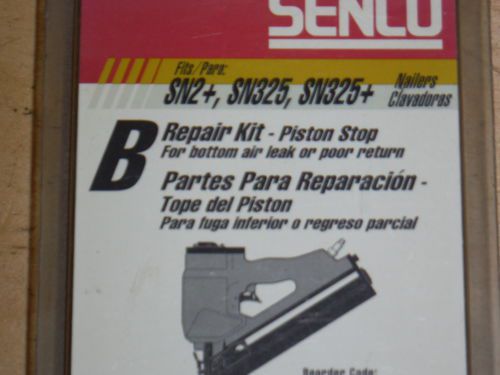 SENCO
Fits/Para:
SN2+, SN325, SN325+
Nailers
Clavadoras
B
Repair Kit - Piston Stop
For bottom air leak or poor return
Partes Para Reparación -
Tope del Piston
Para fuga inferior o regreso parcial
Reorder Code: